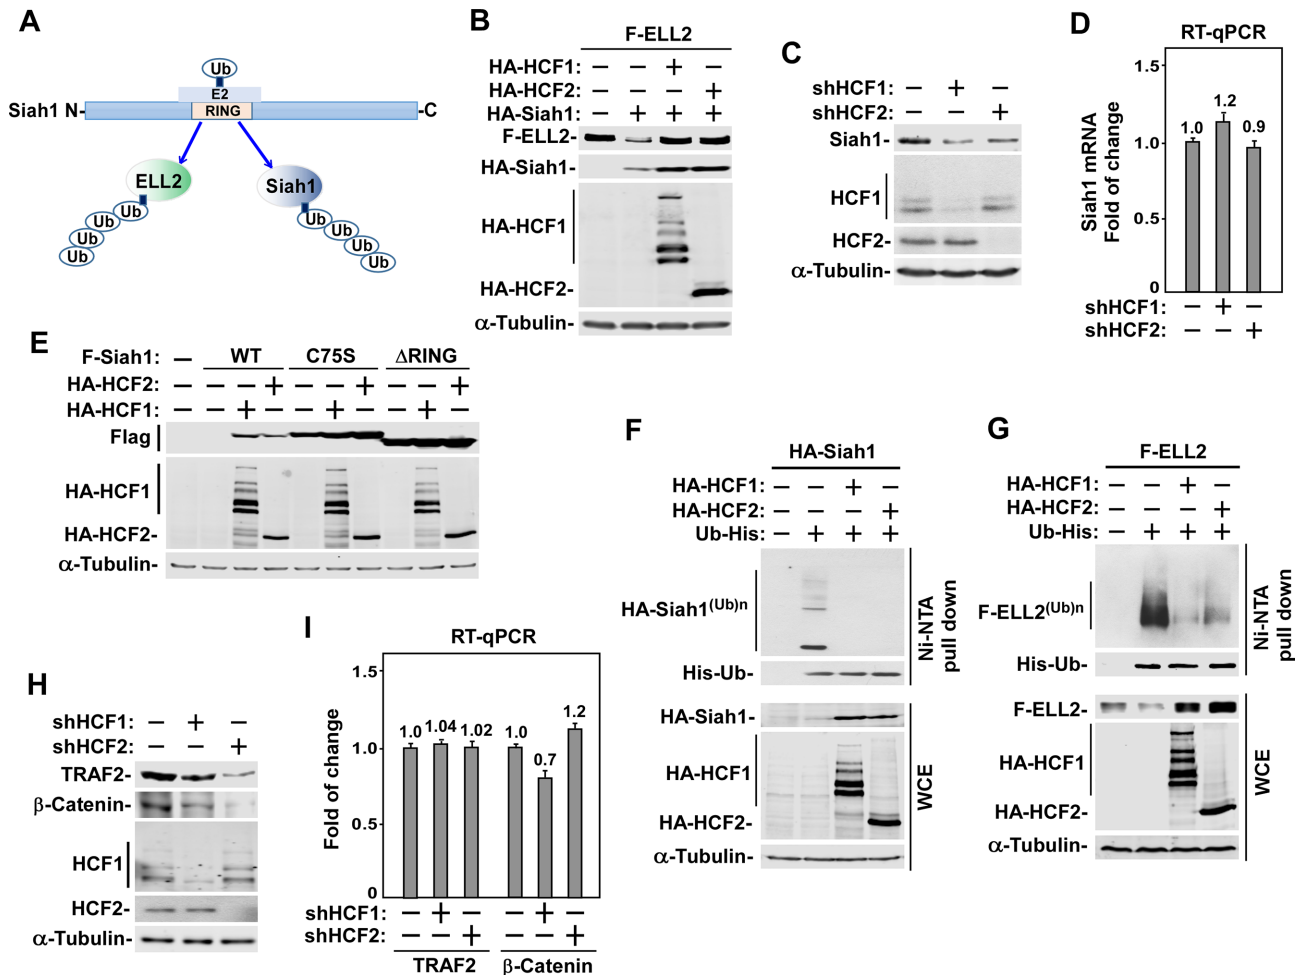 A
Ub
E2
Siah1 N-
RING
-C
ELL2
Siah1
Ub
Ub
Ub
Ub
Ub
Ub
Ub
Ub
B
F-ELL2
HA-HCF1: − − + −
HA-HCF2: − − − +
HA-Siah1: − + + +
F-ELL2-
HA-Siah1-
HA-HCF1
HA-HCF2-
α-Tubulin-
C
shHCF1: − + −
shHCF2: − − +
Siah1-
HCF1
HCF2-
α-Tubulin-
D
RT-qPCR
Siah1 mRNA
Fold of change
1.5
1.0
0.5
0
1.0
1.2
0.9
shHCF1: − + −
shHCF2: − − +
E
F-Siah1: − WT C75S ΔRING
HA-HCF2: − − − + − − + − − +
HA-HCF1: − − + − − + − − + −
Flag
HA-HCF1
HA-HCF2-
α-Tubulin-
F
HA-Siah1
HA-HCF1: − − + −
HA-HCF2: − − − +
Ub-His: − + + +
HA-Siah1(Ub)n
His-Ub-
Ni-NTA
pull down
HA-Siah1-
HA-HCF1
HA-HCF2-
α-Tubulin-
WCE
G
F-ELL2
HA-HCF1: − − + −
HA-HCF2: − − − +
Ub-His: − + + +
F-ELL2(Ub)n
His-Ub-
Ni-NTA
pull down
F-ELL2-
HA-HCF1
HA-HCF2-
α-Tubulin-
WCE
H
shHCF1: − + −
shHCF2: − − +
TRAF2-
β-Catenin-
HCF1
HCF2-
α-Tubulin-
I
RT-qPCR
Fold of change
1.5
1.0
0.5
0
1.0
1.04
1.02
1.0
0.7
1.2
shHCF1: − + − − + −
shHCF2: − − + − − +
TRAF2
β-Catenin